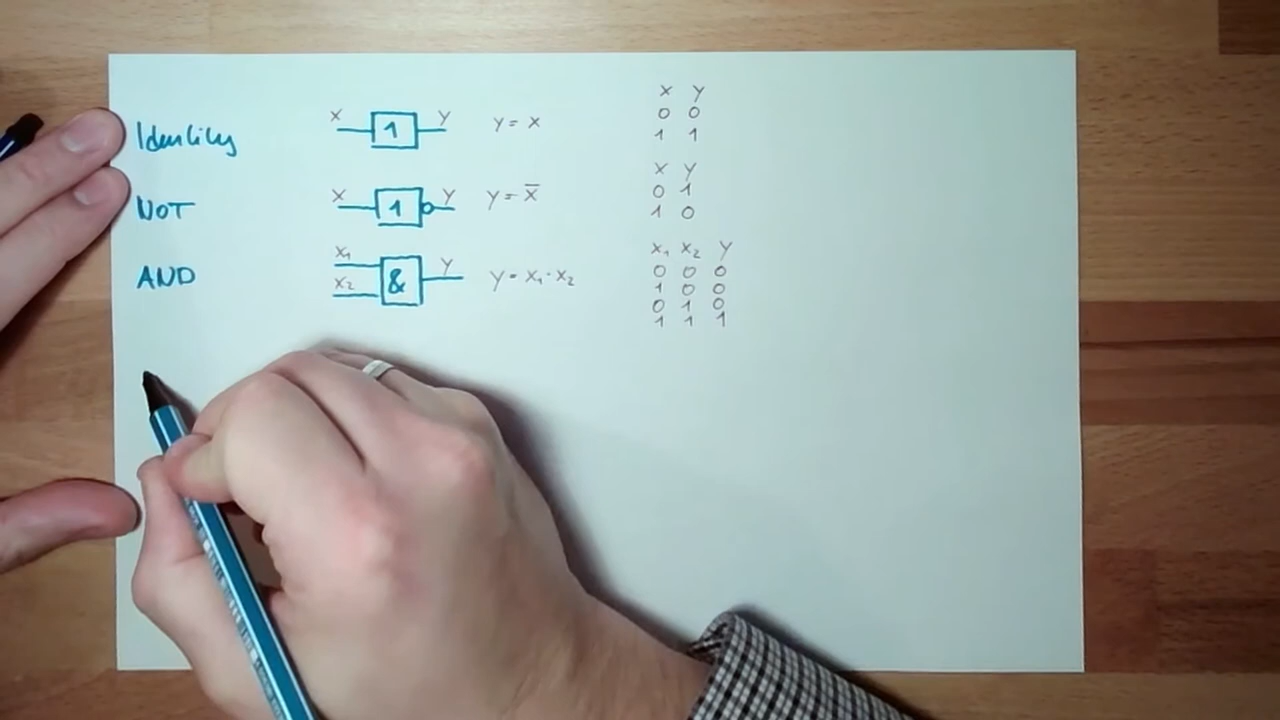 Identity
x 1 y y = x
x y
0 0
1 1
NOT
x 1 y y = x̅
x y
0 1
1 0
AND
x₁ x₂ & y y = x₁·x₂
x₁ x₂ y
0 0 0
1 0 0
0 1 0
1 1 1